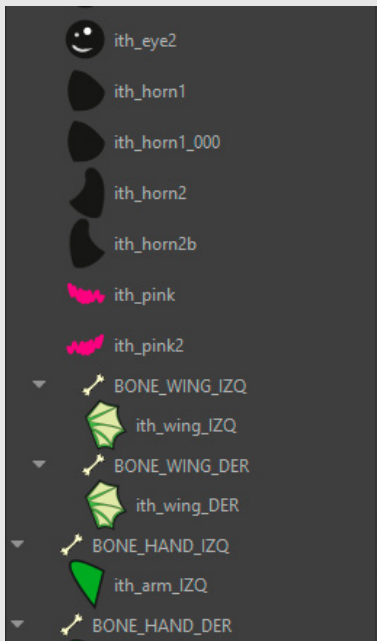 ith_eye2
ith_horn1
ith_horn1_000
ith_horn2
ith_horn2b
ith_pink
ith_pink2
BONE_WING_IZQ
ith_wing_IZQ
BONE_WING_DER
ith_wing_DER
BONE_HAND_IZQ
ith_arm_IZQ
BONE_HAND_DER